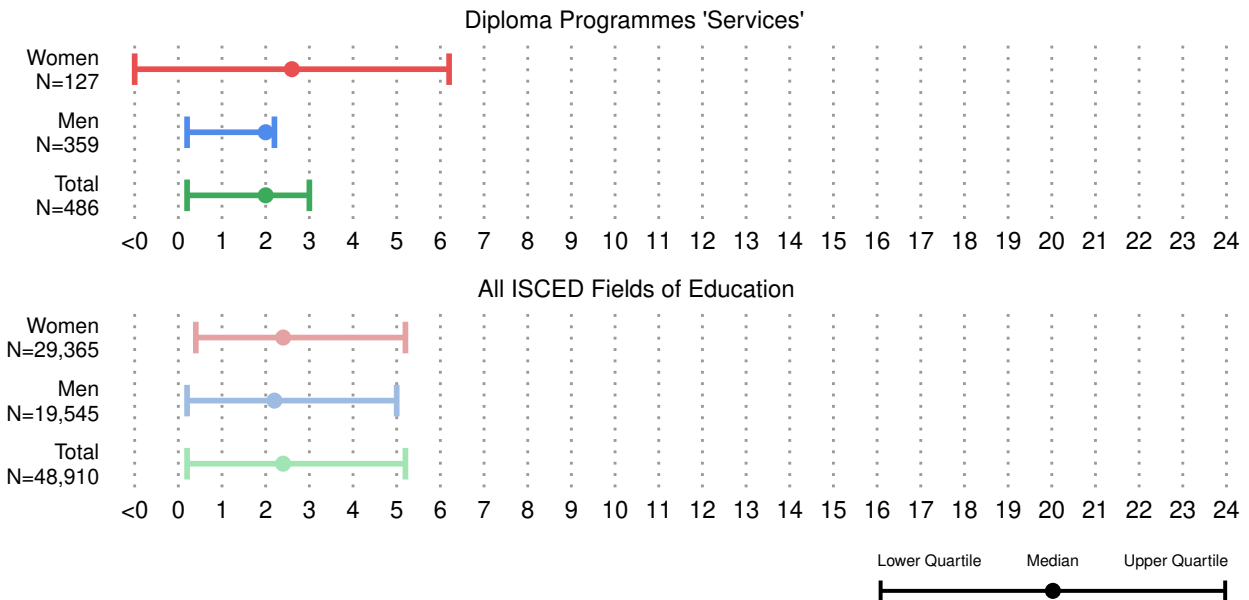 Diploma Programmes 'Services'
Women
N=127
Men
N=359
Total
N=486
<0 0 1 2 3 4 5 6 7 8 9 10 11 12 13 14 15 16 17 18 19 20 21 22 23 24
All ISCED Fields of Education
Women
N=29,365
Men
N=19,545
Total
N=48,910
<0 0 1 2 3 4 5 6 7 8 9 10 11 12 13 14 15 16 17 18 19 20 21 22 23 24
Lower Quartile Median Upper Quartile